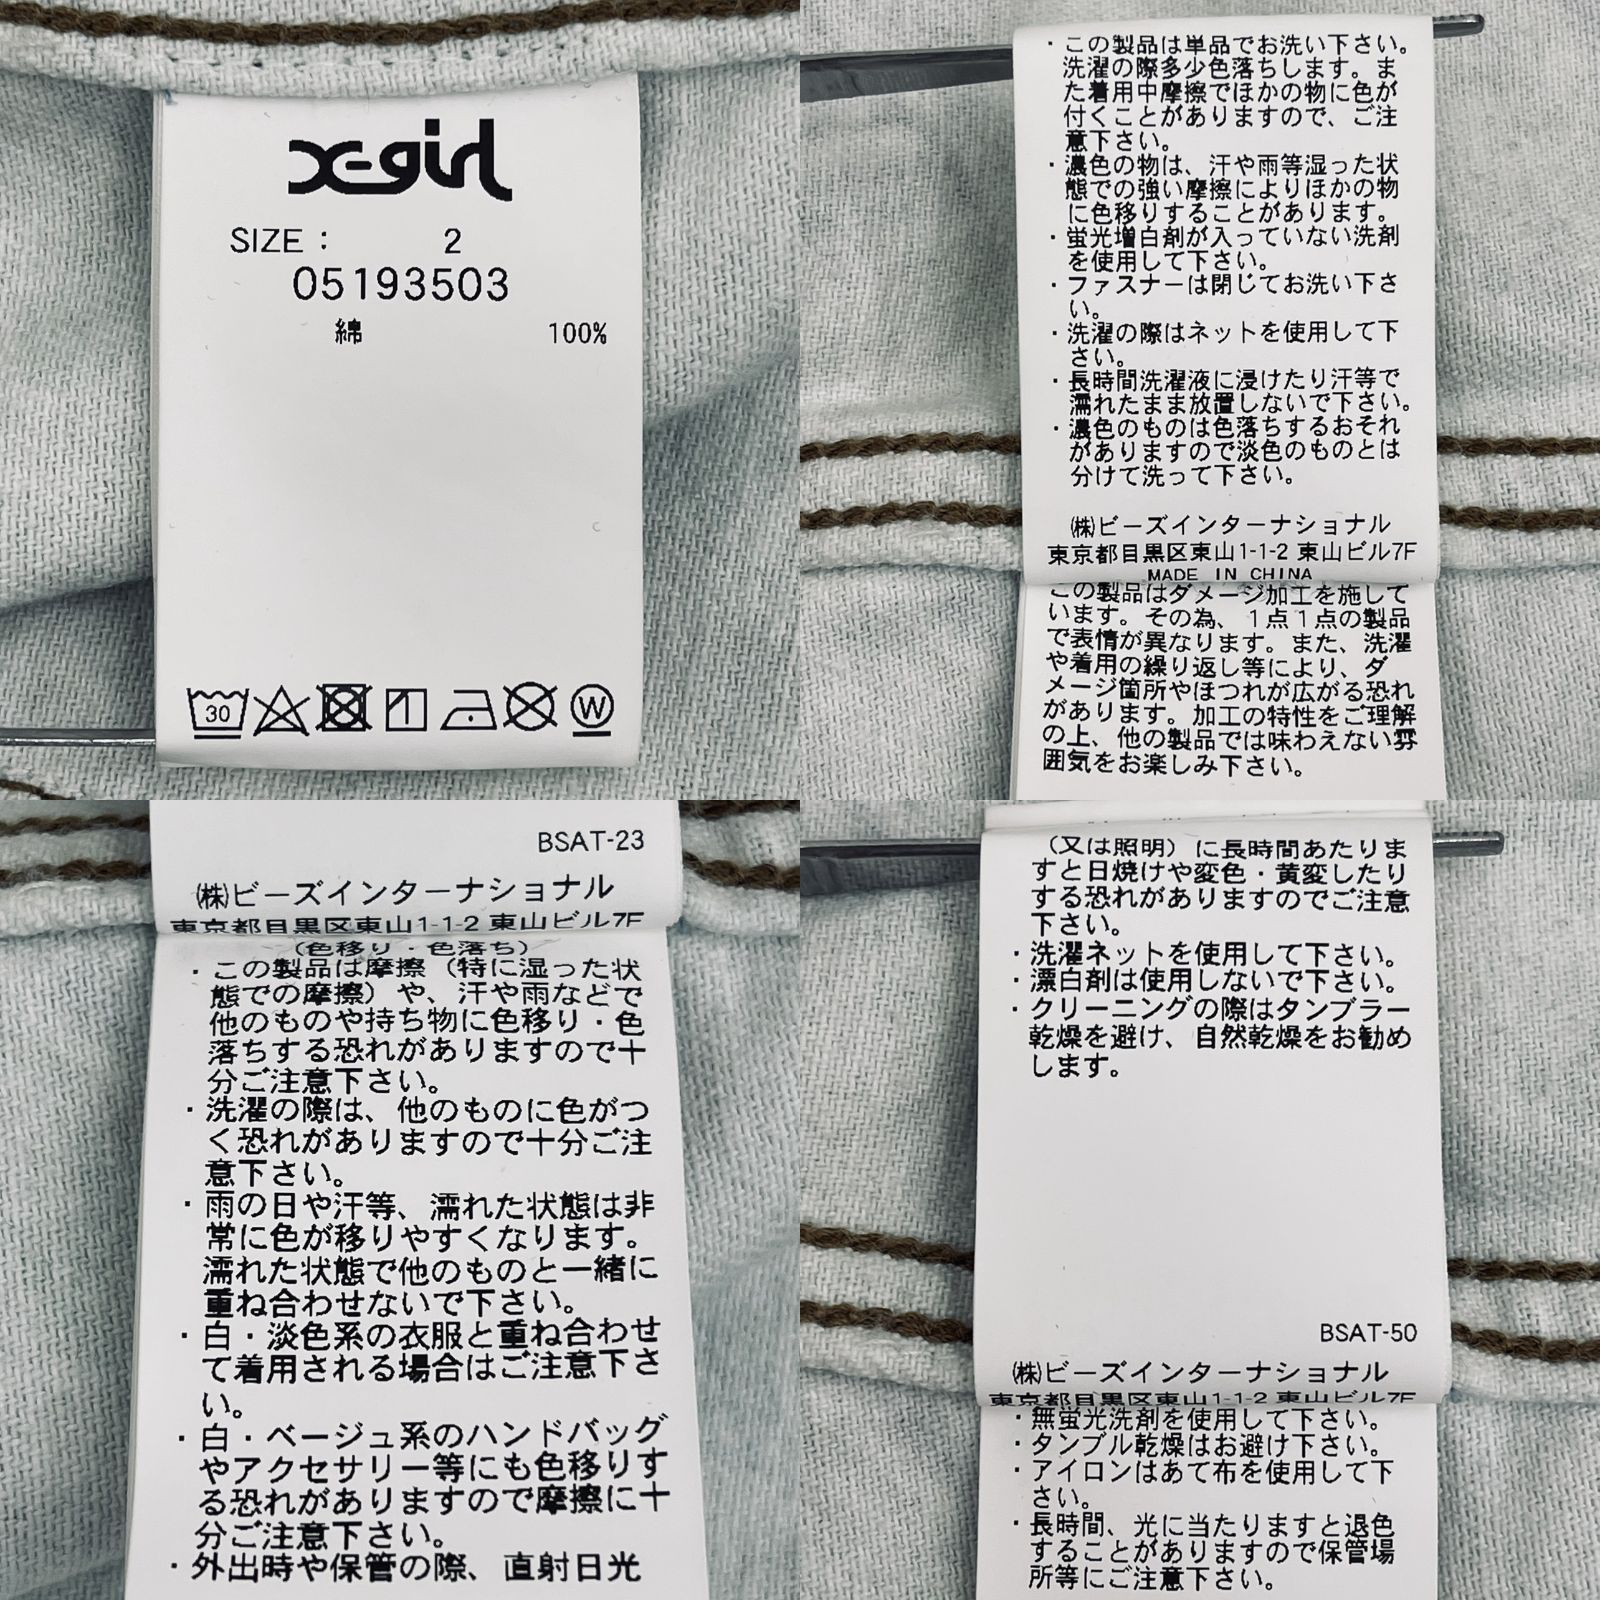 X-girl
SIZE : 2
05193503
綿 100%
30
W
・この製品は単品でお洗い下さい。
洗濯の際多少色落ちします。ま
た着用中摩擦でほかの物に色が
付くことがありますので、ご注
意下さい。
・濃色の物は、汗や雨等湿った状
態での強い摩擦によりほかの物
に色移りすることがあります。
・蛍光増白剤が入っていない洗剤
を使用して下さい。
・ファスナーは閉じてお洗い下さ
い。
・洗濯の際はネットを使用して下
さい。
・長時間洗濯液に浸けたり汗等で
濡れたまま放置しないで下さい。
・濃色のものは色落ちするおそれ
がありますので淡色のものとは
分けて洗って下さい。
㈱ビーズインターナショナル
東京都目黒区東山1-1-2 東山ビル7F
MADE IN CHINA
この製品はダメージ加工を施して
います。その為、1点1点の製品
で表情が異なります。また、洗濯
や着用の繰り返し等により、ダ
メージ箇所やほつれが広がる恐れ
があります。加工の特性をご理解
の上、他の製品では味わえない雰
囲気をお楽しみ下さい。
BSAT-23
㈱ビーズインターナショナル
東京都目黒区東山1-1-2 東山ビル7F
(色移り・色落ち)
・この製品は摩擦(特に湿った状
態での摩擦)や、汗や雨などで
他のものや持ち物に色移り・色
落ちする恐れがありますので十
分ご注意下さい。
・洗濯の際は、他のものに色がつ
く恐れがありますので十分ご注
意下さい。
・雨の日や汗等、濡れた状態は非
常に色が移りやすくなります。
濡れた状態で他のものと一緒に
重ね合わせないで下さい。
・白・淡色系の衣服と重ね合わせ
て着用される場合はご注意下さ
い。
・白・ベージュ系のハンドバッグ
やアクセサリー等にも色移りす
る恐れがありますので摩擦に十
分ご注意下さい。
・外出時や保管の際、直射日光
(又は照明)に長時間あたりま
すと日焼けや変色・黄変したり
する恐れがありますのでご注意
下さい。
・洗濯ネットを使用して下さい。
・漂白剤は使用しないで下さい。
・クリーニングの際はタンブラー
乾燥を避け、自然乾燥をお勧め
します。
BSAT-50
㈱ビーズインターナショナル
東京都目黒区東山1-1-2 東山ビル7F
・無蛍光洗剤を使用して下さい。
・タンブル乾燥はお避け下さい。
・アイロンはあて布を使用して下
さい。
・長時間、光に当たりますと退色
することがありますので保管場
所等にご注意下さい。